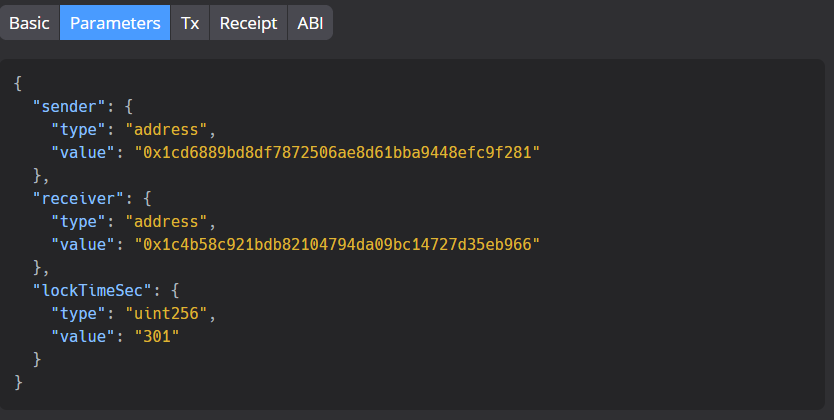 Basic Parameters Tx Receipt ABI
{
  "sender": {
    "type": "address",
    "value": "0x1cd6889bd8df7872506ae8d61bba9448efc9f281"
  },
  "receiver": {
    "type": "address",
    "value": "0x1c4b58c921bdb82104794da09bc14727d35eb966"
  },
  "lockTimeSec": {
    "type": "uint256",
    "value": "301"
  }
}